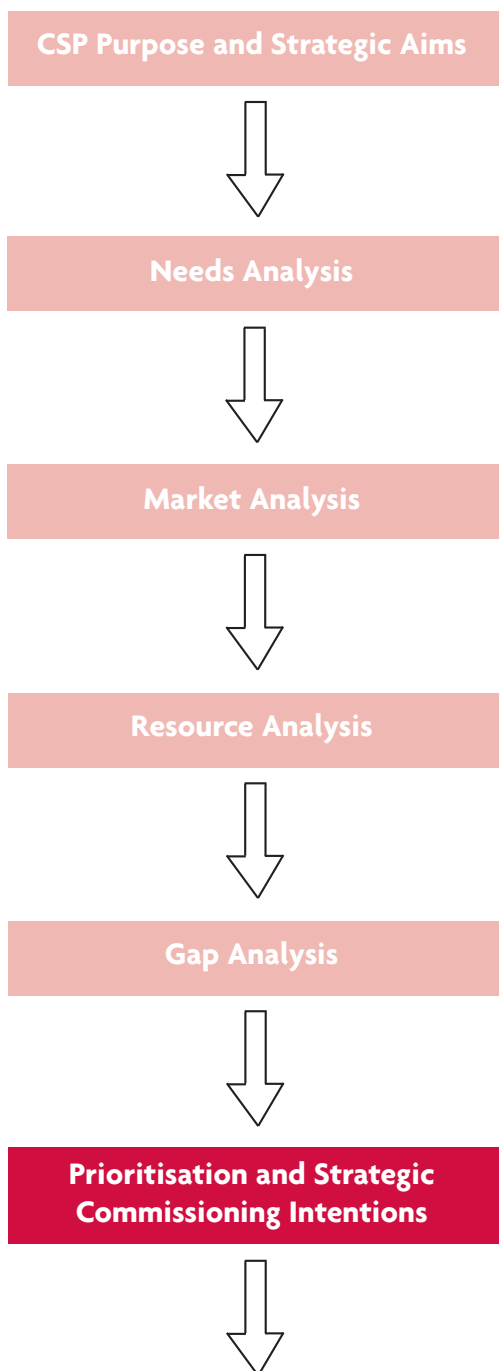 CSP Purpose and Strategic Aims
Needs Analysis
Market Analysis
Resource Analysis
Gap Analysis
Prioritisation and Strategic
Commissioning Intentions